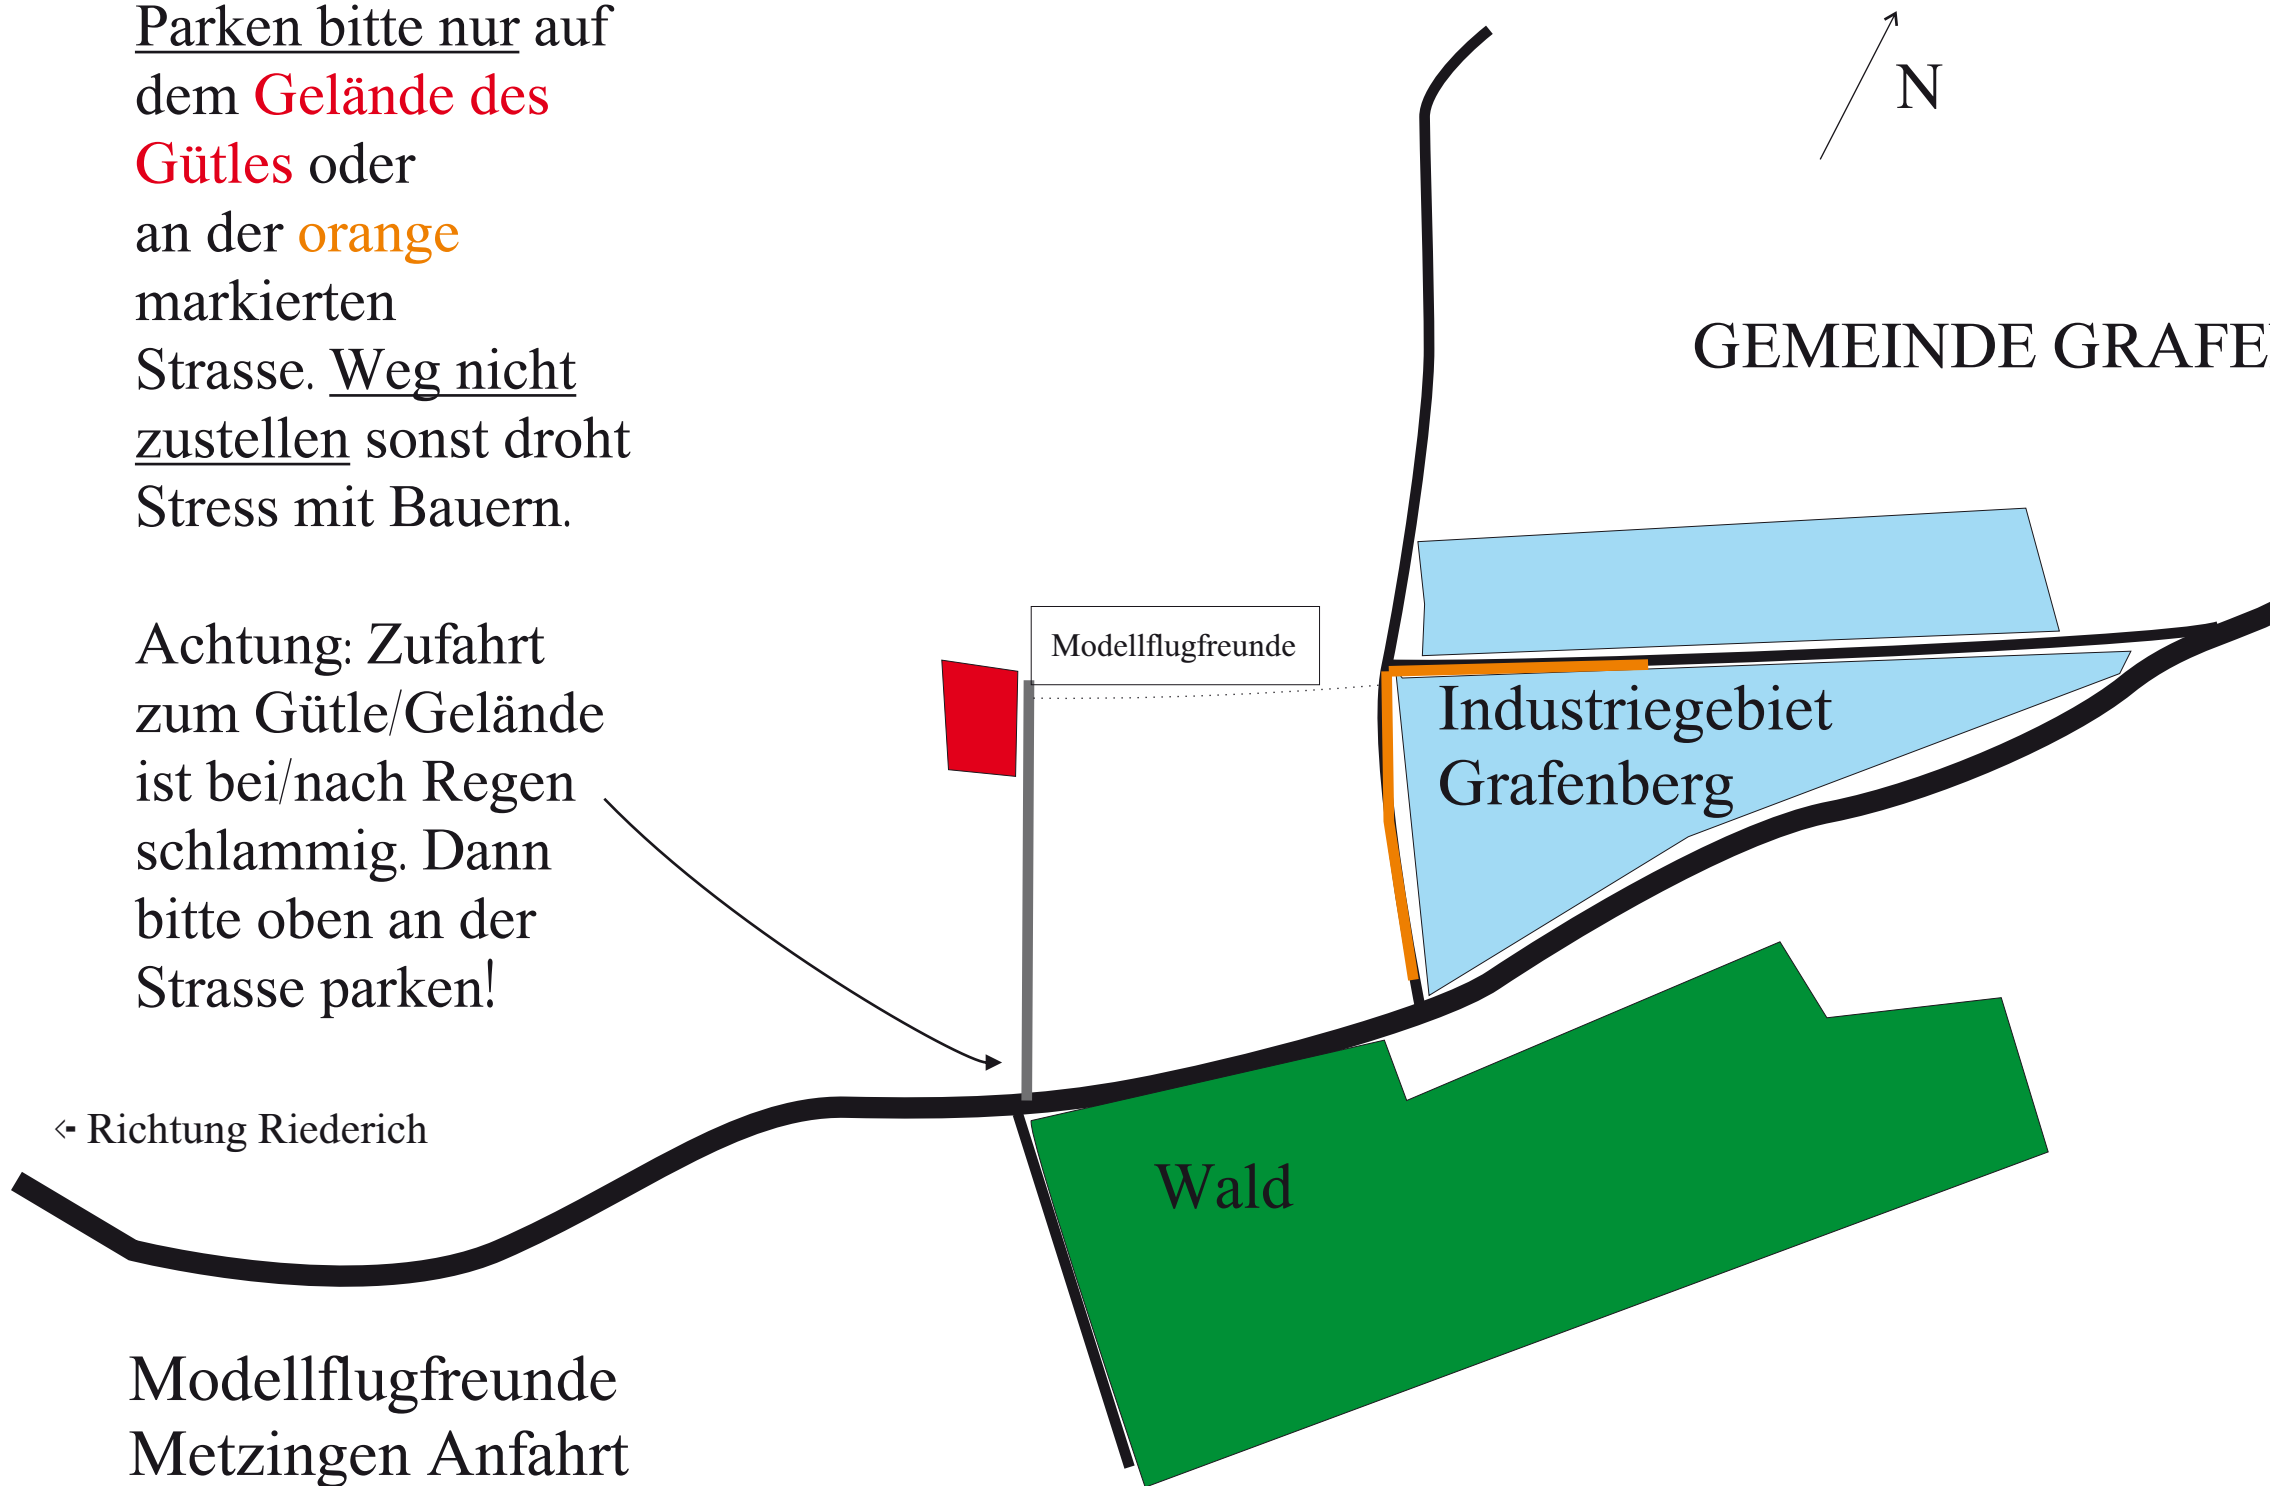 Parken bitte nur auf
dem Gelände des
Gütles oder
an der orange
markierten
Strasse. Weg nicht
zustellen sonst droht
Stress mit Bauern.
Achtung: Zufahrt
zum Gütle/Gelände
ist bei/nach Regen
schlammig. Dann
bitte oben an der
Strasse parken!
<- Richtung Riederich
Modellflugfreunde
Metzingen Anfahrt
N
GEMEINDE GRAFE
Modellflugfreunde
Industriegebiet
Grafenberg
Wald